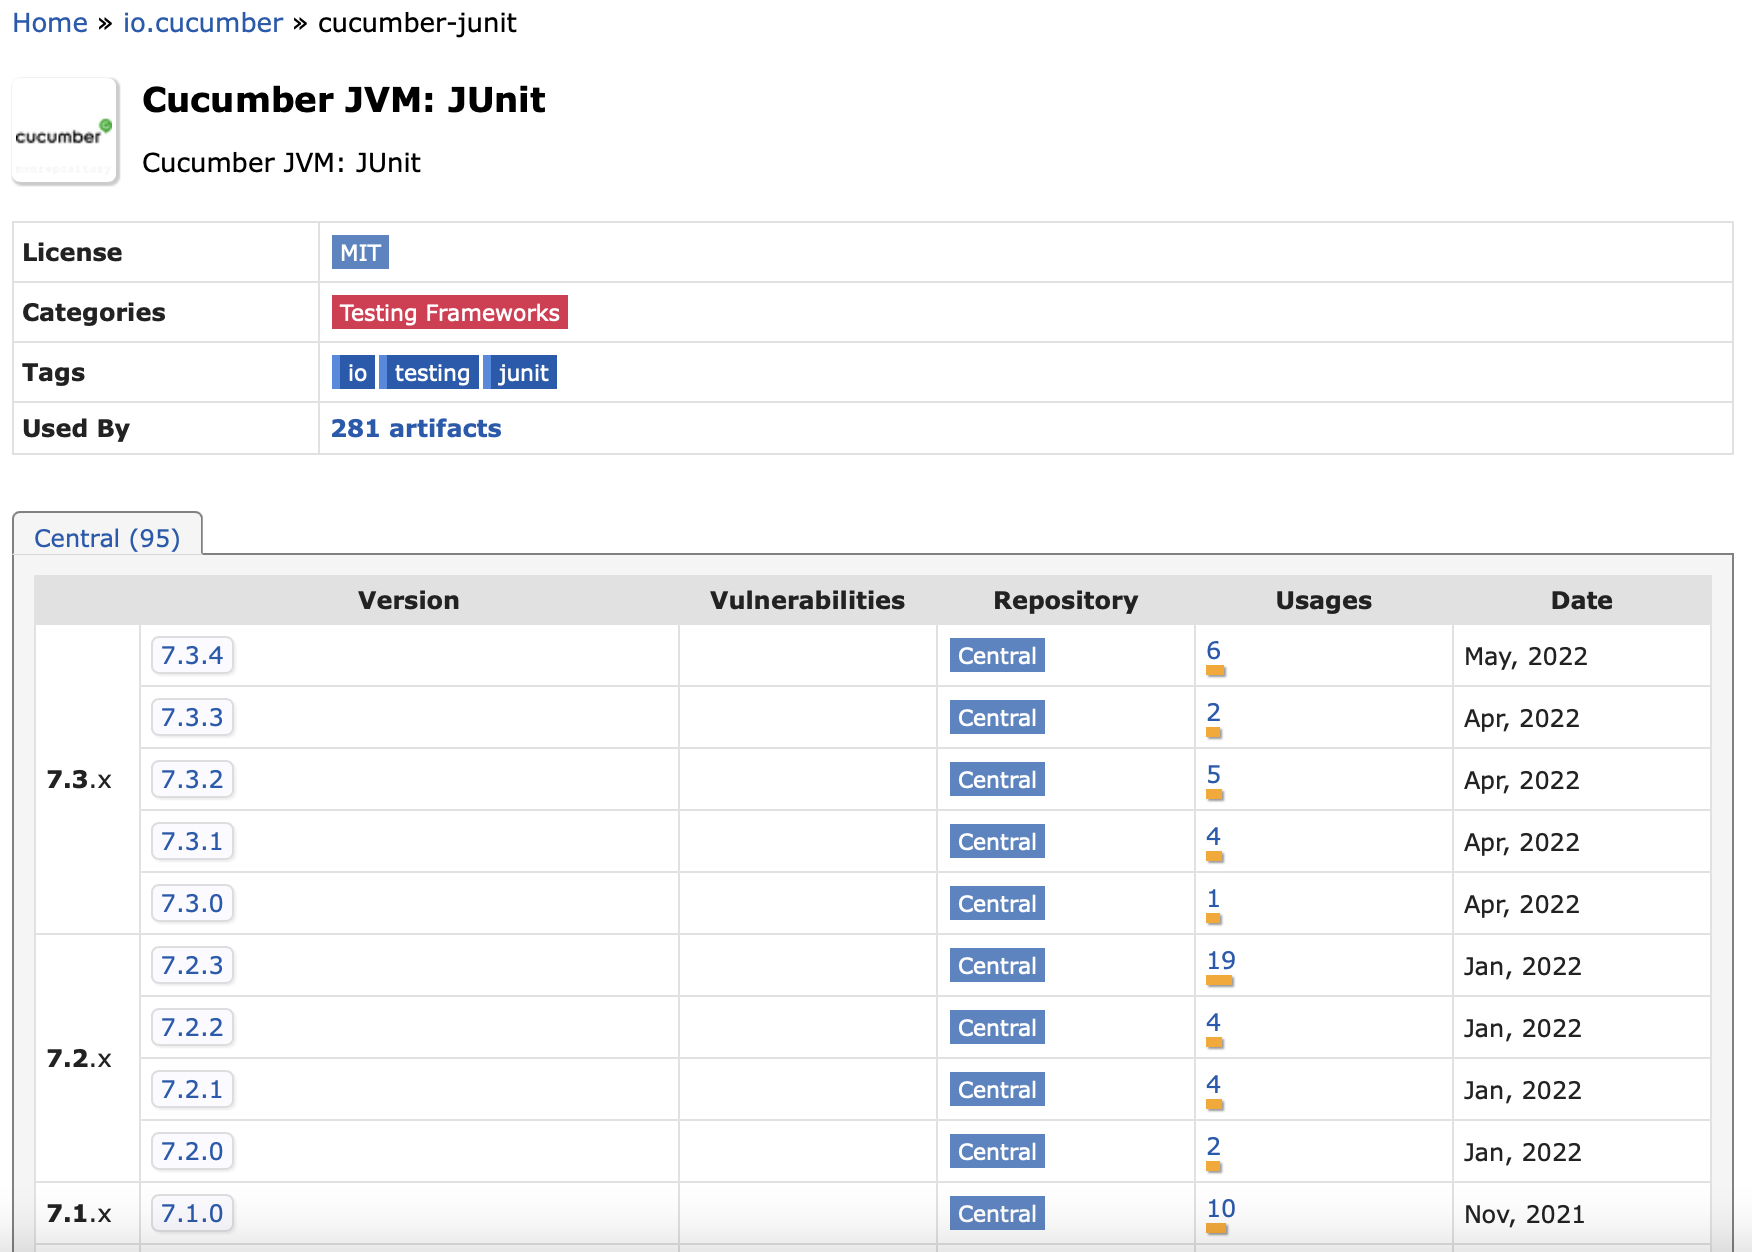 Home » io.cucumber » cucumber-junit
cucumber
mvnrepository
Cucumber JVM: JUnit
Cucumber JVM: JUnit
License MIT
Categories Testing Frameworks
Tags io testing junit
Used By 281 artifacts
Central (95)
Version Vulnerabilities Repository Usages Date
7.3.4 Central 6 May, 2022
7.3.3 Central 2 Apr, 2022
7.3.x 7.3.2 Central 5 Apr, 2022
7.3.1 Central 4 Apr, 2022
7.3.0 Central 1 Apr, 2022
7.2.3 Central 19 Jan, 2022
7.2.2 Central 4 Jan, 2022
7.2.x
7.2.1 Central 4 Jan, 2022
7.2.0 Central 2 Jan, 2022
7.1.x 7.1.0 Central 10 Nov, 2021